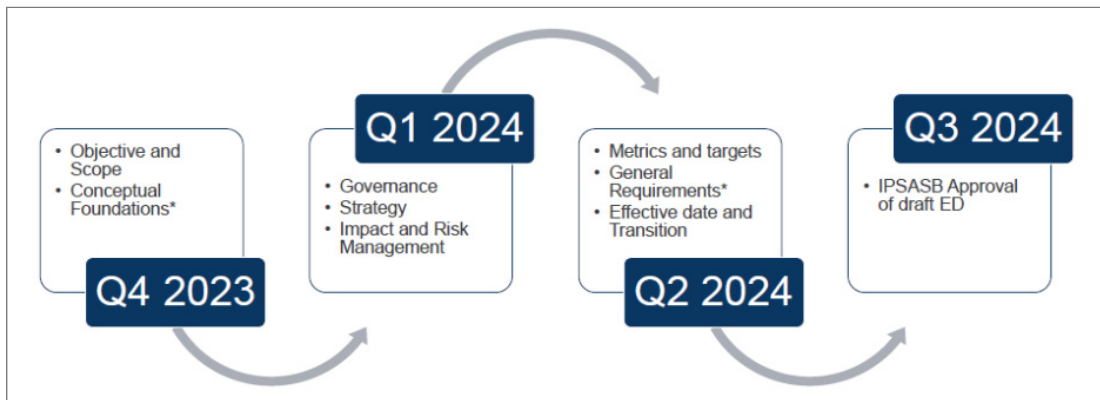 • Objective and
Scope
• Conceptual
Foundations*
Q4 2023
Q1 2024
• Governance
• Strategy
• Impact and Risk
Management
• Metrics and targets
• General
Requirements*
• Effective date and
Transition
Q2 2024
Q3 2024
• IPSASB Approval
of draft ED